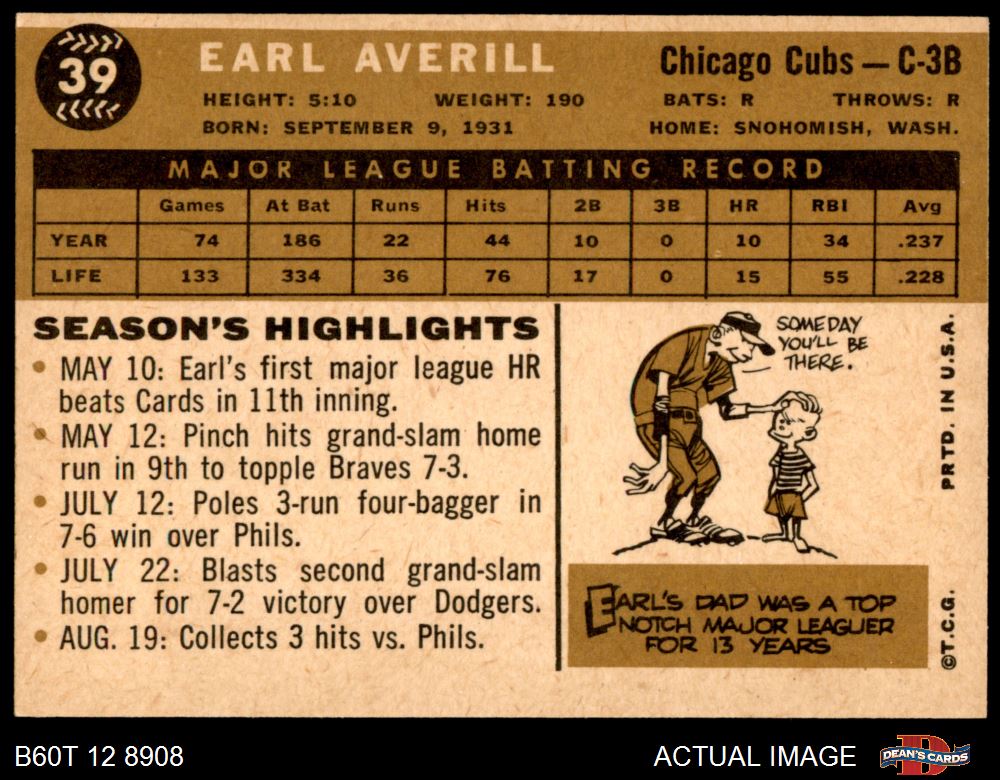 39
EARL AVERILL
Chicago Cubs — C-3B
HEIGHT: 5:10 WEIGHT: 190 BATS: R THROWS: R
BORN: SEPTEMBER 9, 1931 HOME: SNOHOMISH, WASH.
MAJOR LEAGUE BATTING RECORD
Games At Bat Runs Hits 2B 3B HR RBI Avg
YEAR 74 186 22 44 10 0 10 34 .237
LIFE 133 334 36 76 17 0 15 55 .228
SEASON'S HIGHLIGHTS
• MAY 10: Earl's first major league HR
beats Cards in 11th inning.
• MAY 12: Pinch hits grand-slam home
run in 9th to topple Braves 7-3.
• JULY 12: Poles 3-run four-bagger in
7-6 win over Phils.
• JULY 22: Blasts second grand-slam
homer for 7-2 victory over Dodgers.
• AUG. 19: Collects 3 hits vs. Phils.
SOMEDAY
YOU'LL BE
THERE.
EARL'S DAD WAS A TOP
NOTCH MAJOR LEAGUER
FOR 13 YEARS
PRTD. IN U.S.A.
©T.C.G.
B60T 12 8908
ACTUAL IMAGE
DEAN'S CARDS